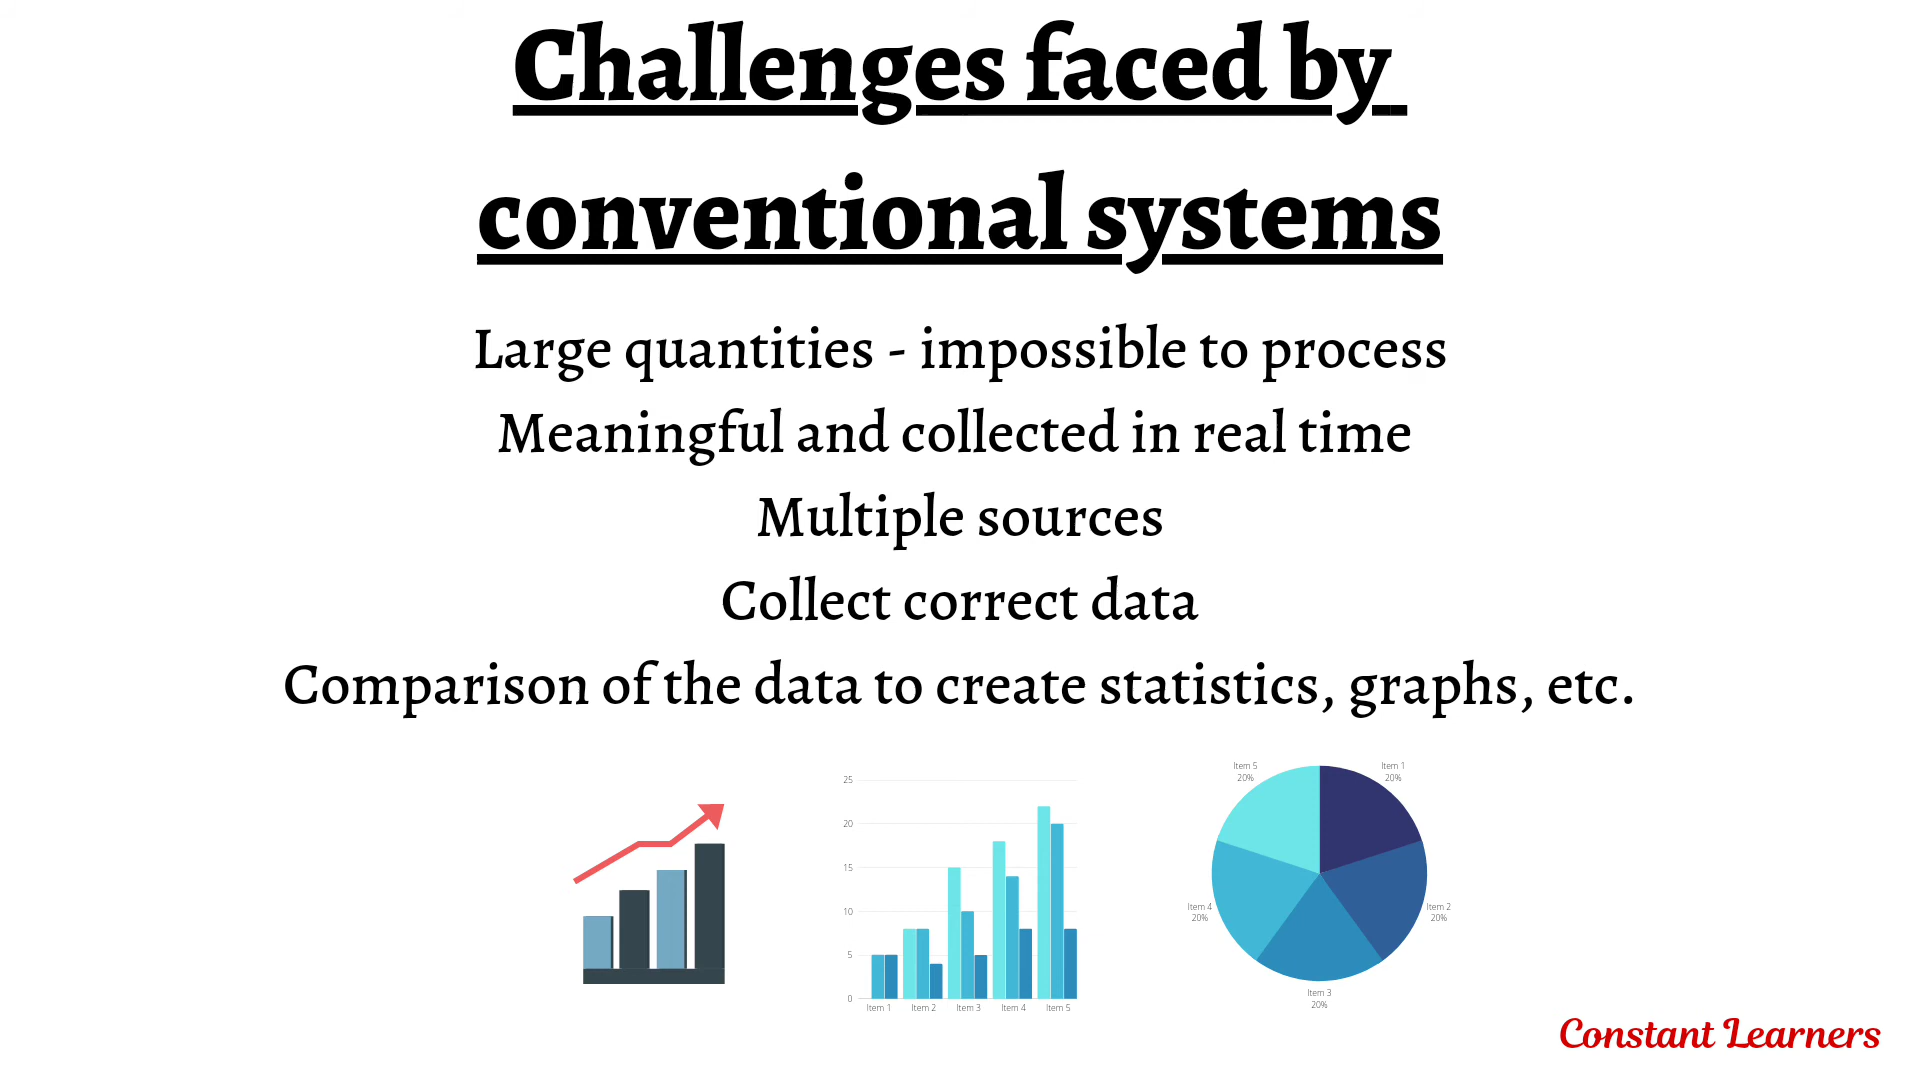 Challenges faced by
conventional systems
Large quantities - impossible to process
Meaningful and collected in real time
Multiple sources
Collect correct data
Comparison of the data to create statistics, graphs, etc.
25
20
15
10
5
0
Item 1 Item 2 Item 3 Item 4 Item 5
Item 5
20%
Item 1
20%
Item 4
20%
Item 2
20%
Item 3
20%
Constant Learners